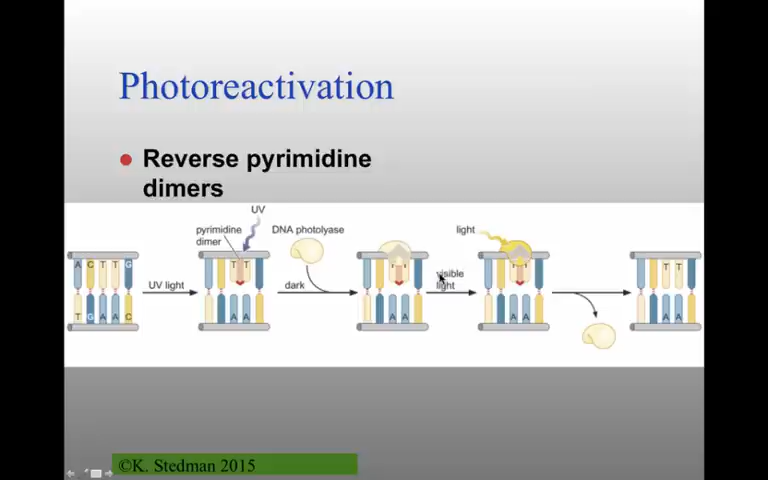 Photoreactivation
Reverse pyrimidine
dimers
UV
pyrimidine
dimer
DNA photolyase
light
A C T T G
T G A A C
UV light
T T
A A
dark
A A
visible
light
A A
T T
A A
©K. Stedman 2015